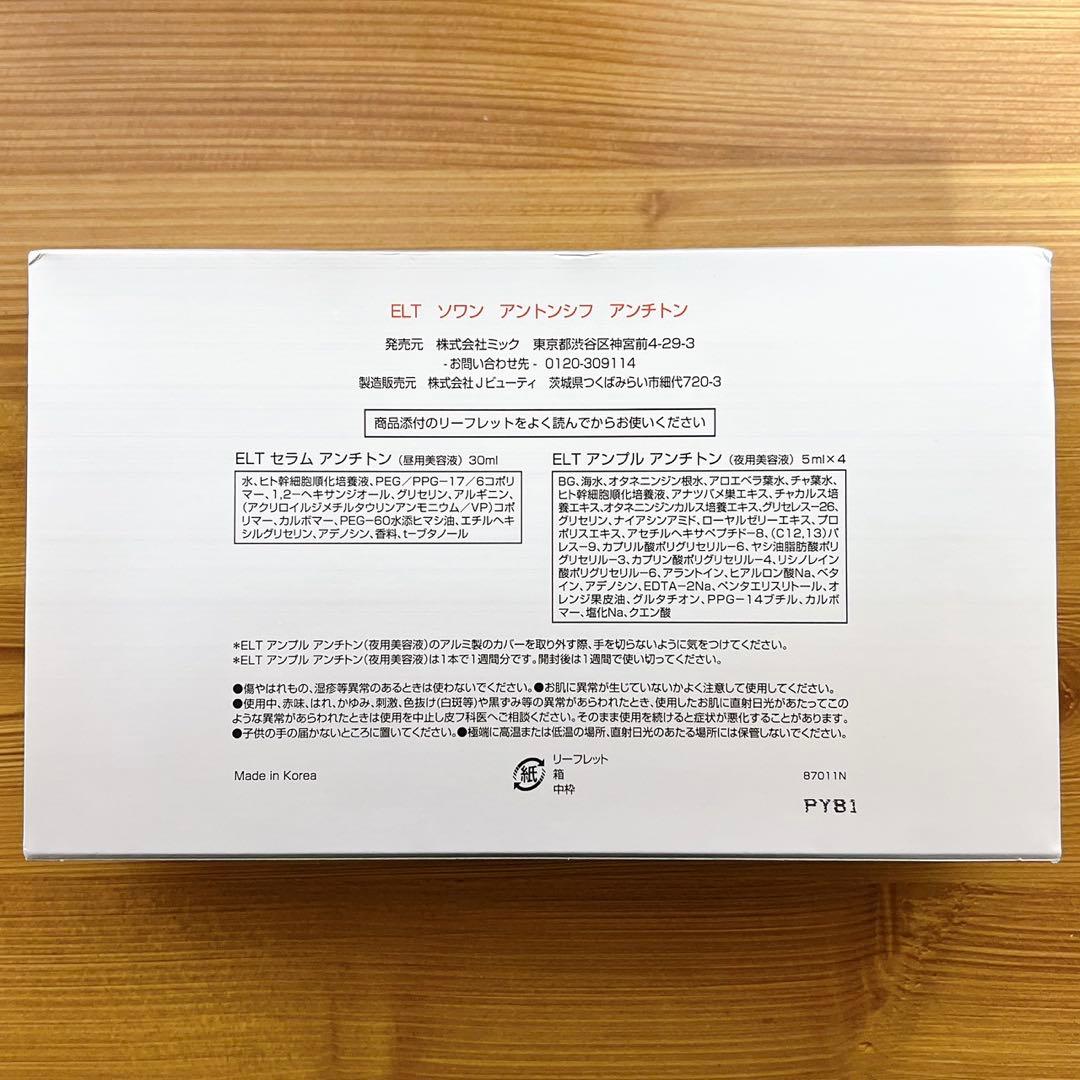 ELT ソワン アントンシフ アンチトン
発売元 株式会社ミック 東京都渋谷区神宮前4-29-3
-お問い合わせ先- 0120-309114
製造販売元 株式会社Jビューティ 茨城県つくばみらい市細代720-3
商品添付のリーフレットをよく読んでからお使いください
ELT セラム アンチトン（昼用美容液）30ml
水、ヒト幹細胞順化培養液、PEG／PPG-17／6コポリ
マー、1,2-ヘキサンジオール、グリセリン、アルギニン、
（アクリロイルジメチルタウリンアンモニウム／VP）コポ
リマー、カルボマー、PEG-60水添ヒマシ油、エチルヘキ
シルグリセリン、アデノシン、香料、t-ブタノール
ELT アンプル アンチトン（夜用美容液）5ml×4
BG、海水、オタネニンジン根水、アロエベラ葉水、チャ葉水、
ヒト幹細胞順化培養液、アナツバメ巣エキス、チャカルス培
養エキス、オタネニンジンカルス培養エキス、グリセレス-26、
グリセリン、ナイアシンアミド、ローヤルゼリーエキス、プロ
ポリスエキス、アセチルヘキサペプチド-8、（C12,13）パ
レス-9、カプリル酸ポリグリセリル-6、ヤシ油脂肪酸ポリ
グリセリル-3、カプリン酸ポリグリセリル-4、リシノレイン
酸ポリグリセリル-6、アラントイン、ヒアルロン酸Na、ベタ
イン、アデノシン、EDTA-2Na、ペンタエリスリトール、オ
レンジ果皮油、グルタチオン、PPG-14ブチル、カルボ
マー、塩化Na、クエン酸
*ELT アンプル アンチトン（夜用美容液）のアルミ製のカバーを取り外す際、手を切らないように気をつけてください。
*ELT アンプル アンチトン（夜用美容液）は1本で1週間分です。開封後は1週間で使い切ってください。
●傷やはれもの、湿疹等異常のあるときは使わないでください。●お肌に異常が生じていないかよく注意して使用してください。
●使用中、赤味、はれ、かゆみ、刺激、色抜け（白斑等）や黒ずみ等の異常があらわれたとき、使用したお肌に直射日光があたってこの
ような異常があらわれたときは使用を中止し皮フ科医へご相談ください。そのまま使用を続けると症状が悪化することがあります。
●子供の手の届かないところに置いてください。●極端に高温または低温の場所、直射日光のあたる場所には保管しないでください。
Made in Korea
紙
リーフレット
箱
中枠
87011N
PY81